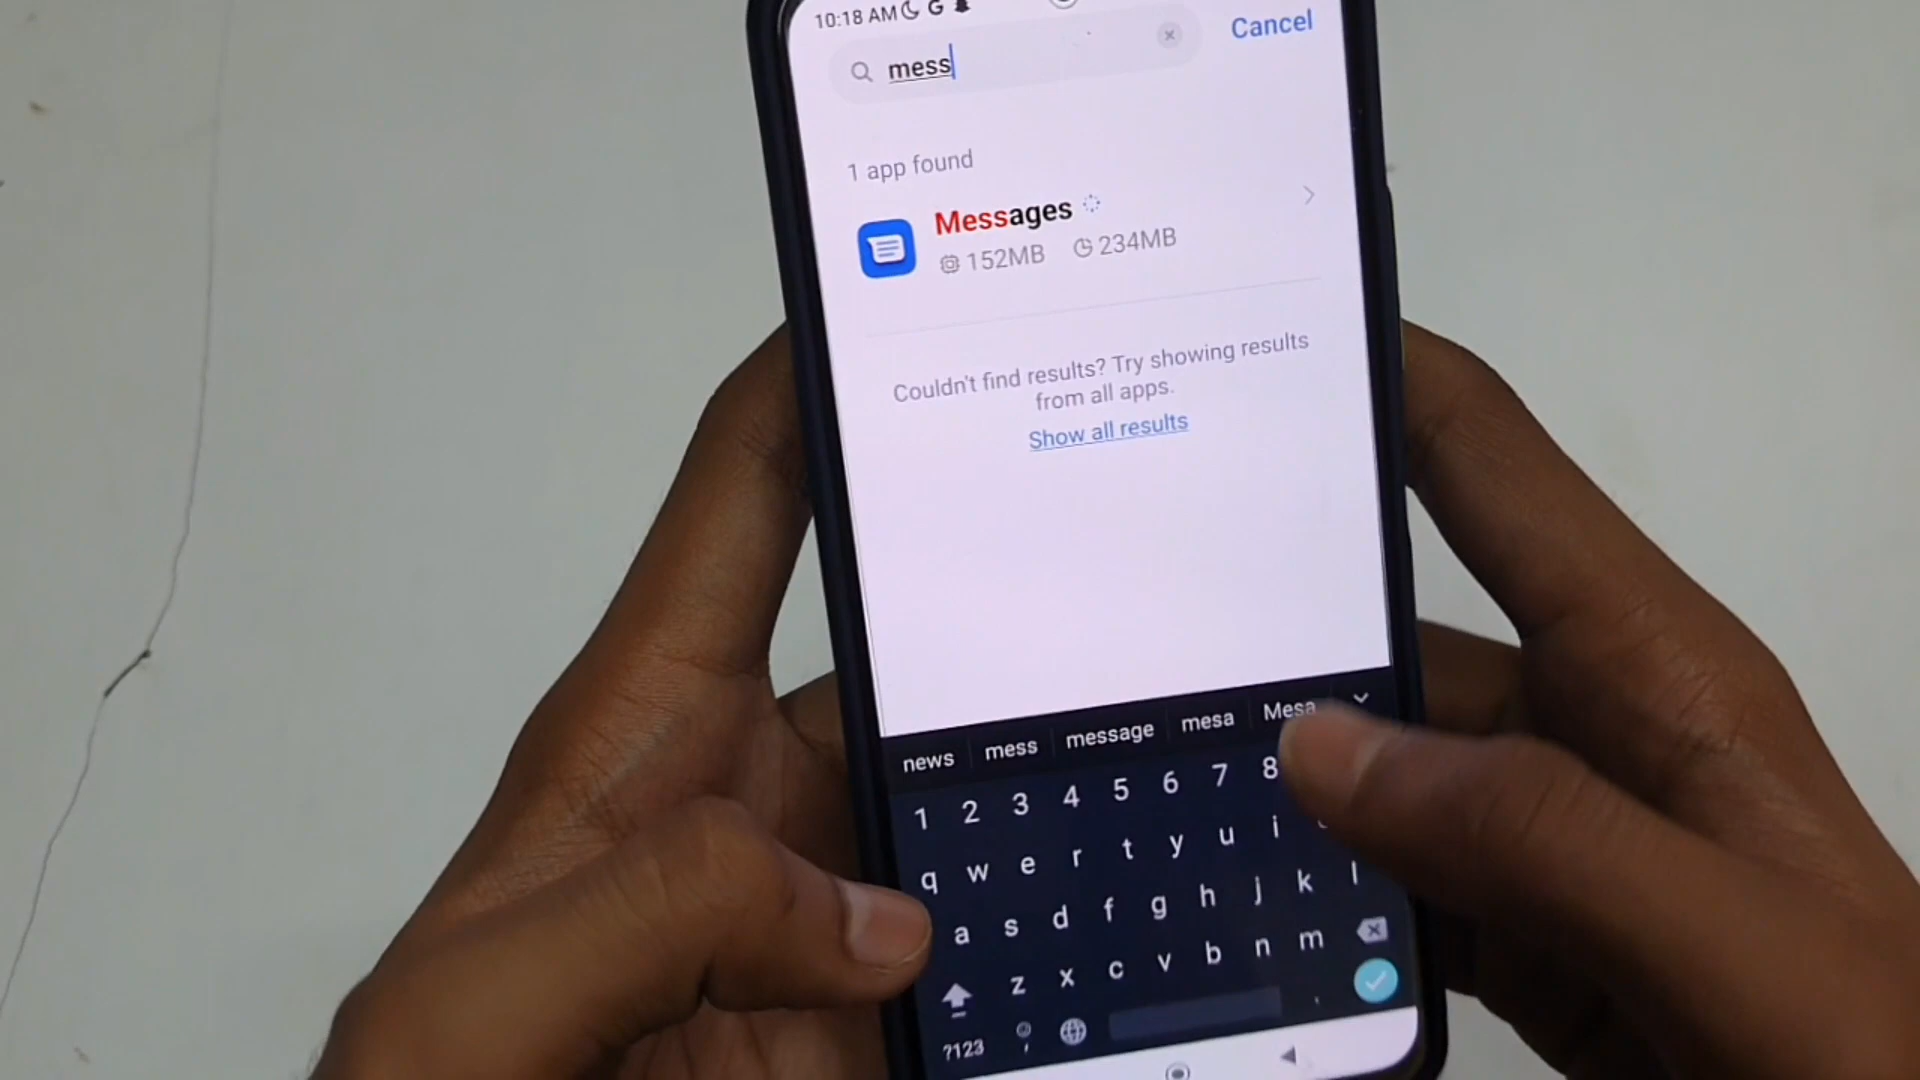 10:18 AM G
mess
Cancel
1 app found
Messages
152MB 234MB
Couldn't find results? Try showing results
from all apps.
Show all results
news mess message mesa Mesa
1 2 3 4 5 6 7 8
q w e r t y u i
a s d f g h j k l
z x c v b n m
?123 , .